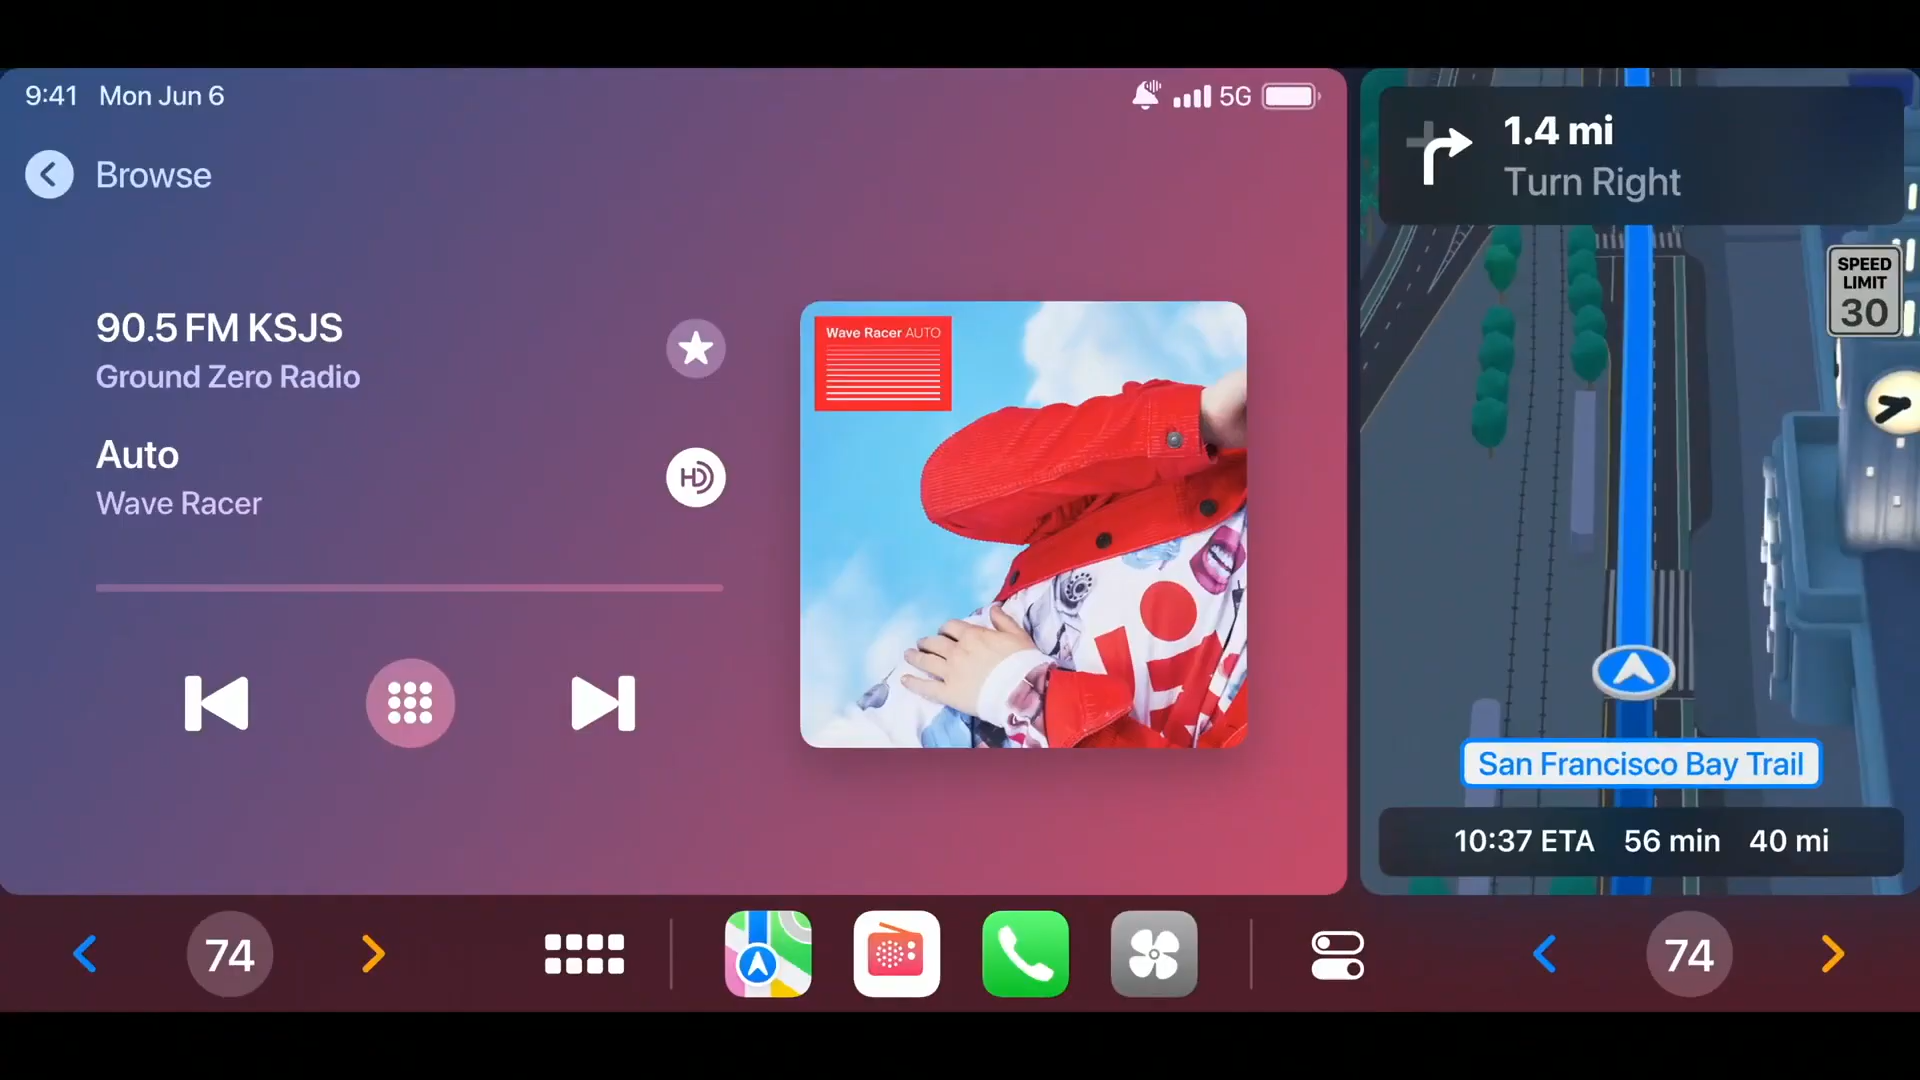 9:41 Mon Jun 6
5G
Browse
90.5 FM KSJS
Ground Zero Radio
Auto
Wave Racer
HD
Wave Racer AUTO
1.4 mi
Turn Right
SPEED
LIMIT
30
San Francisco Bay Trail
10:37 ETA 56 min 40 mi
74
74